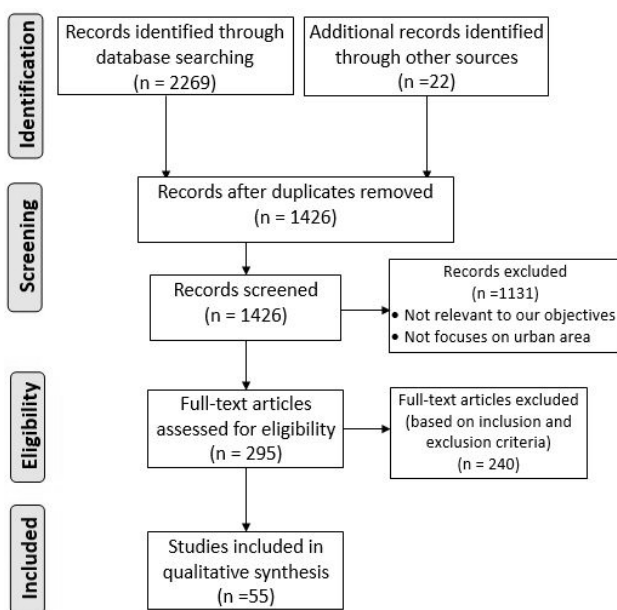 Identification
Records identified through
database searching
(n = 2269)
Additional records identified
through other sources
(n =22)
Screening
Records after duplicates removed
(n = 1426)
Records screened
(n = 1426)
Records excluded
(n =1131)
• Not relevant to our objectives
• Not focuses on urban area
Eligibility
Full-text articles
assessed for eligibility
(n = 295)
Full-text articles excluded
(based on inclusion and
exclusion criteria)
(n = 240)
Included
Studies included in
qualitative synthesis
(n =55)